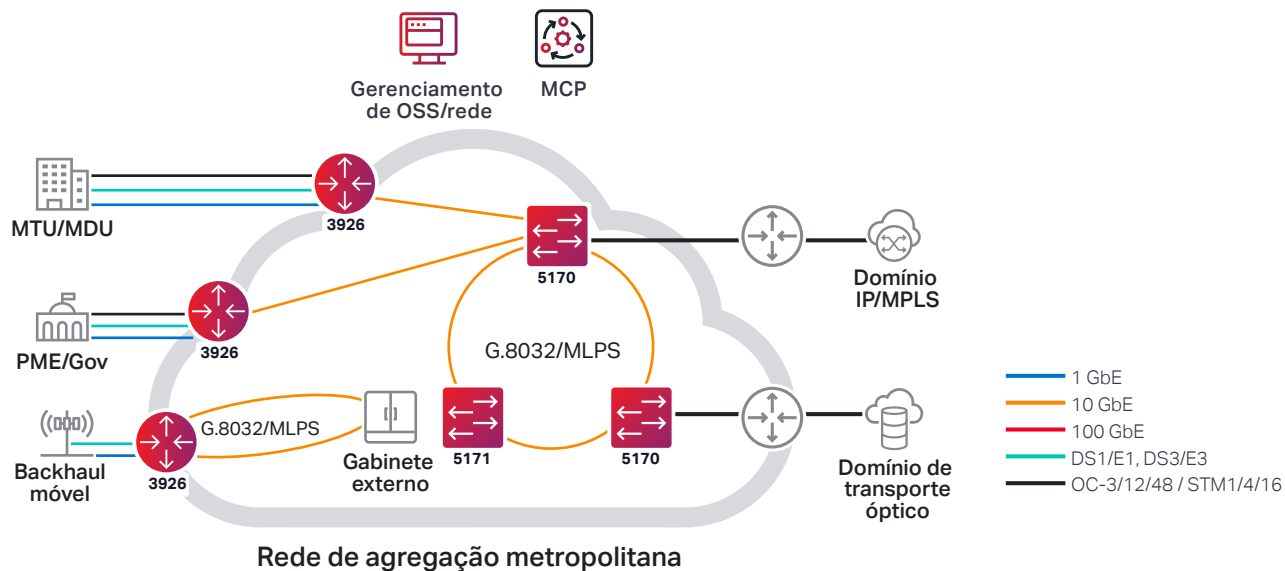 Gerenciamento
de OSS/rede
MCP
MTU/MDU
3926
5170
Domínio
IP/MPLS
PME/Gov
3926
G.8032/MLPS
1 GbE
10 GbE
100 GbE
DS1/E1, DS3/E3
OC-3/12/48 / STM1/4/16
Backhaul
móvel
3926
G.8032/MLPS
Gabinete
externo
5171
5170
Domínio de
transporte
óptico
Rede de agregação metropolitana